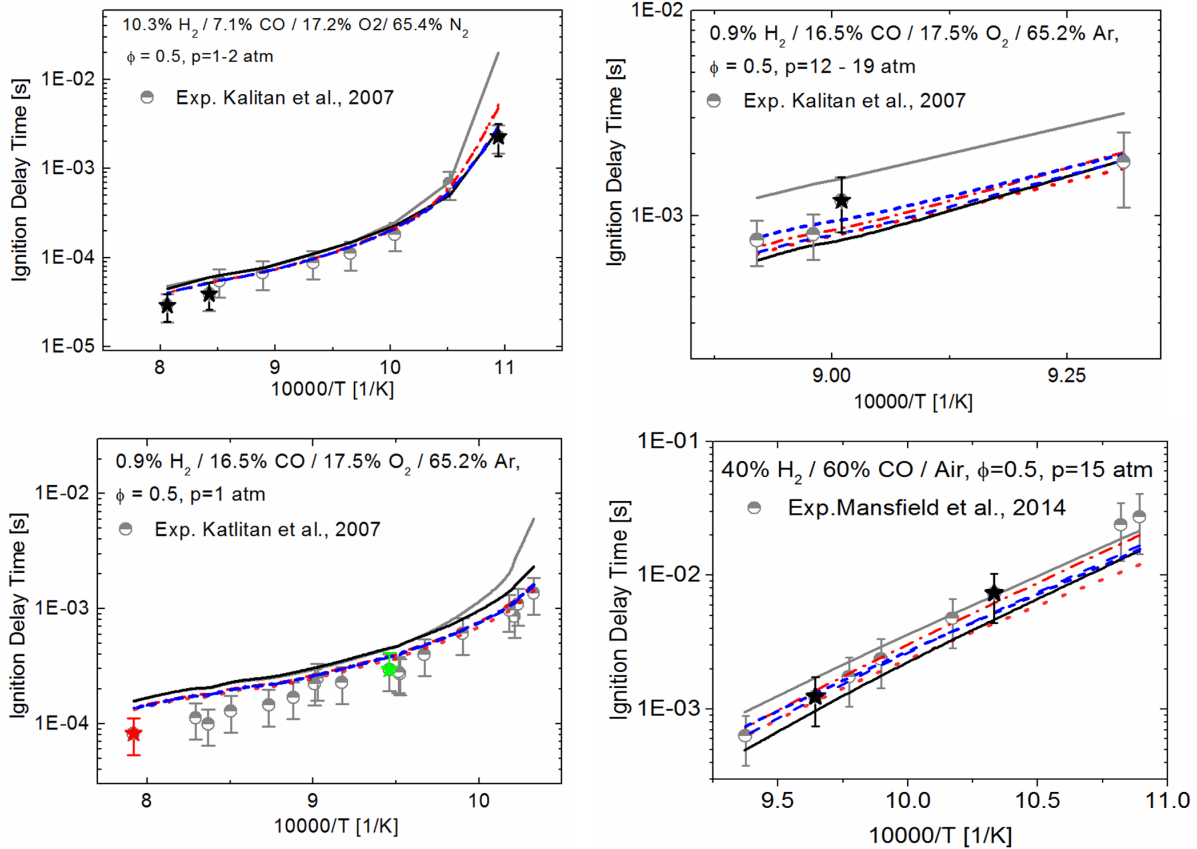 10.3% H2 / 7.1% CO / 17.2% O2/ 65.4% N2
ϕ = 0.5, p=1-2 atm
Exp. Kalitan et al., 2007
1E-02
1E-03
1E-04
1E-05
Ignition Delay Time [s]
8 9 10 11
10000/T [1/K]
1E-02
0.9% H2 / 16.5% CO / 17.5% O2 / 65.2% Ar,
ϕ = 0.5, p=12 - 19 atm
Exp. Kalitan et al., 2007
1E-03
Ignition Delay Time [s]
9.00 9.25
10000/T [1/K]
0.9% H2 / 16.5% CO / 17.5% O2 / 65.2% Ar,
ϕ = 0.5, p=1 atm
Exp. Katlitan et al., 2007
1E-02
1E-03
1E-04
Ignition Delay Time [s]
8 9 10
10000/T [1/K]
1E-01
40% H2 / 60% CO / Air, ϕ=0.5, p=15 atm
Exp.Mansfield et al., 2014
1E-02
1E-03
Ignition Delay Time [s]
9.5 10.0 10.5 11.0
10000/T [1/K]